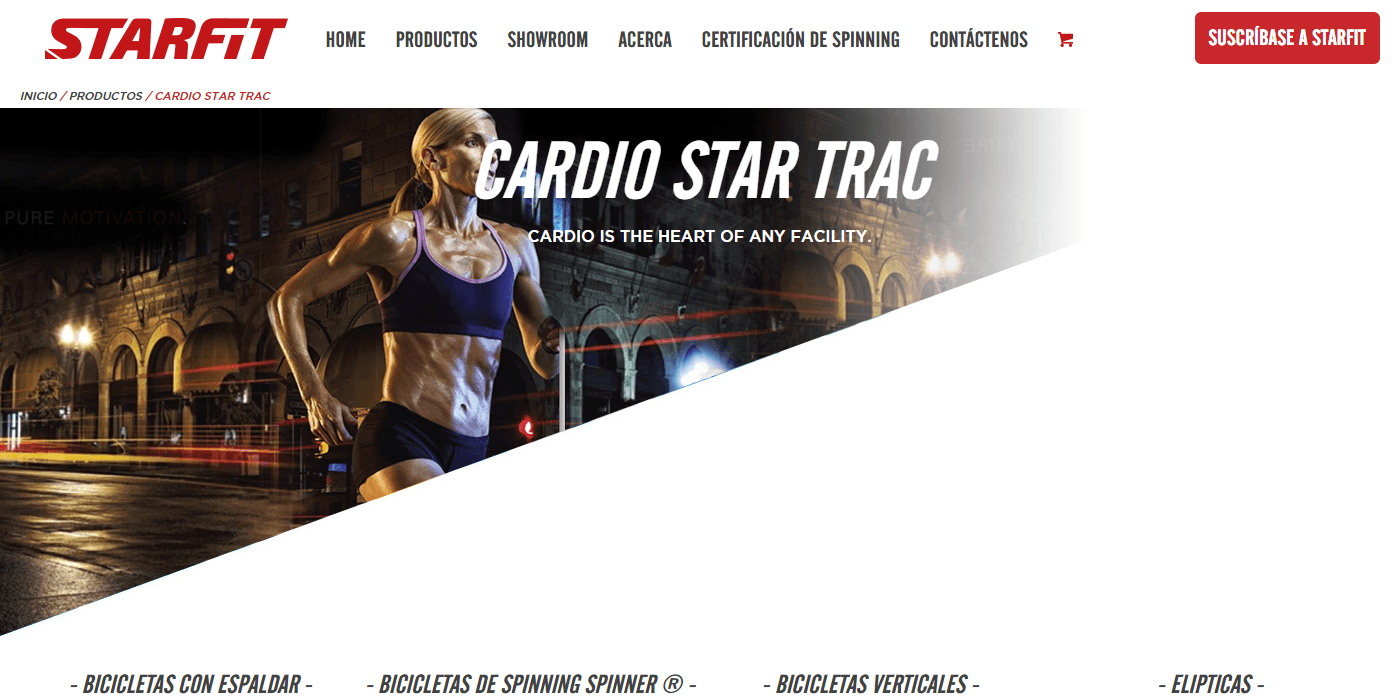 STARFIT
HOME PRODUCTOS SHOWROOM ACERCA CERTIFICACIÓN DE SPINNING CONTÁCTENOS
SUSCRÍBASE A STARFIT
INICIO / PRODUCTOS / CARDIO STAR TRAC
CARDIO STAR TRAC
PURE MOTIVATION.
CARDIO IS THE HEART OF ANY FACILITY.
- BICICLETAS CON ESPALDAR - - BICICLETAS DE SPINNING SPINNER ® - - BICICLETAS VERTICALES - - ELIPTICAS -